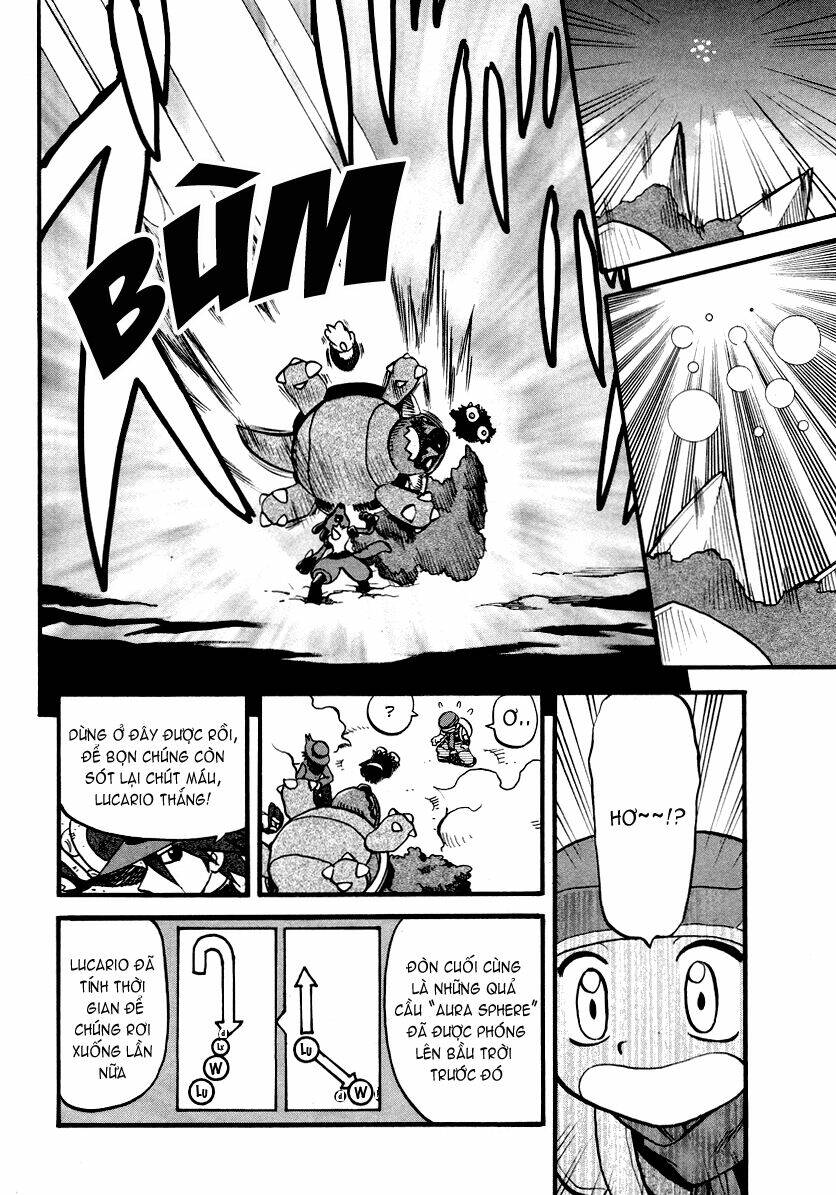 BÙM
HƠ~~!?
Ơ..
?
DỪNG Ở ĐÂY ĐƯỢC RỒI,
ĐỂ BỌN CHÚNG CÒN
SÓT LẠI CHÚT MÁU,
LUCARIO THẮNG!
ĐÒN CUỐI CÙNG
LÀ NHỮNG QUẢ
CẦU "AURA SPHERE"
ĐÃ ĐƯỢC PHÓNG
LÊN BẦU TRỜI
TRƯỚC ĐÓ
Lu
d
W
d
Lu
W
Lu
LUCARIO ĐÃ
TÍNH THỜI
GIAN ĐỂ
CHÚNG RƠI
XUỐNG LẦN
NỮA